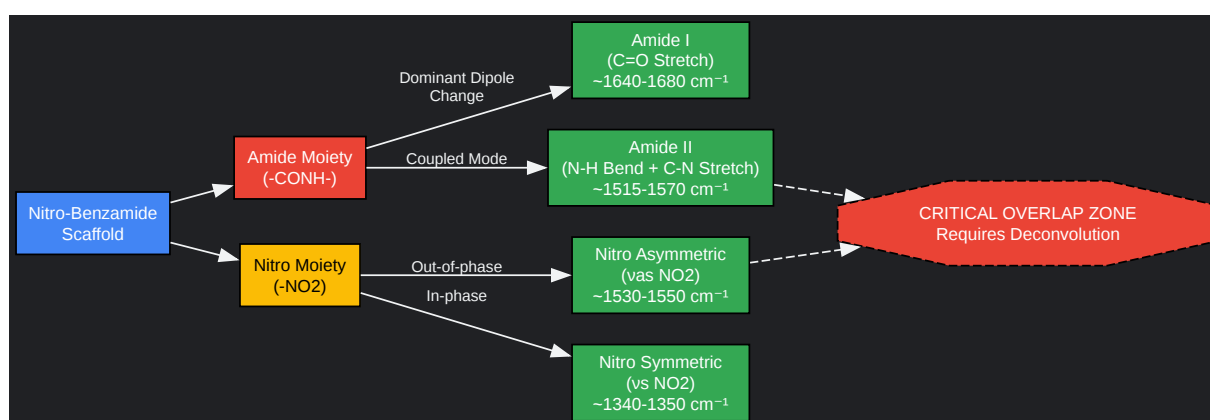 Nitro-Benzamide
Scaffold
Amide Moiety
(-CONH-)
Nitro Moiety
(-NO2)
Dominant Dipole
Change
Coupled Mode
Out-of-phase
In-phase
Amide I
(C=O Stretch)
~1640-1680 cm⁻¹
Amide II
(N-H Bend + C-N Stretch)
~1515-1570 cm⁻¹
Nitro Asymmetric
(νas NO2)
~1530-1550 cm⁻¹
Nitro Symmetric
(νs NO2)
~1340-1350 cm⁻¹
CRITICAL OVERLAP ZONE
Requires Deconvolution